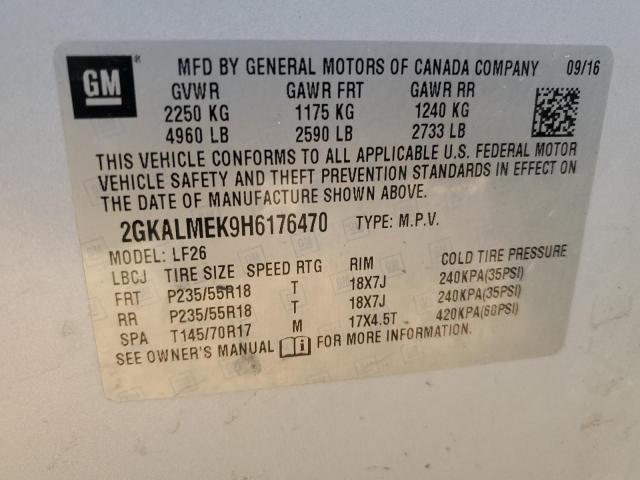 GM
MFD BY GENERAL MOTORS OF CANADA COMPANY 09/16
GVWR GAWR FRT GAWR RR
2250 KG 1175 KG 1240 KG
4960 LB 2590 LB 2733 LB
THIS VEHICLE CONFORMS TO ALL APPLICABLE U.S. FEDERAL MOTOR
VEHICLE SAFETY AND THEFT PREVENTION STANDARDS IN EFFECT ON
THE DATE OF MANUFACTURE SHOWN ABOVE.
2GKALMEK9H6176470 TYPE: M.P.V.
MODEL: LF26
LBCJ TIRE SIZE SPEED RTG RIM COLD TIRE PRESSURE
FRT P235/55R18 T 18X7J 240KPA(35PSI)
RR P235/55R18 T 18X7J 240KPA(35PSI)
SPA T145/70R17 M 17X4.5T 420KPA(60PSI)
SEE OWNER'S MANUAL FOR MORE INFORMATION.